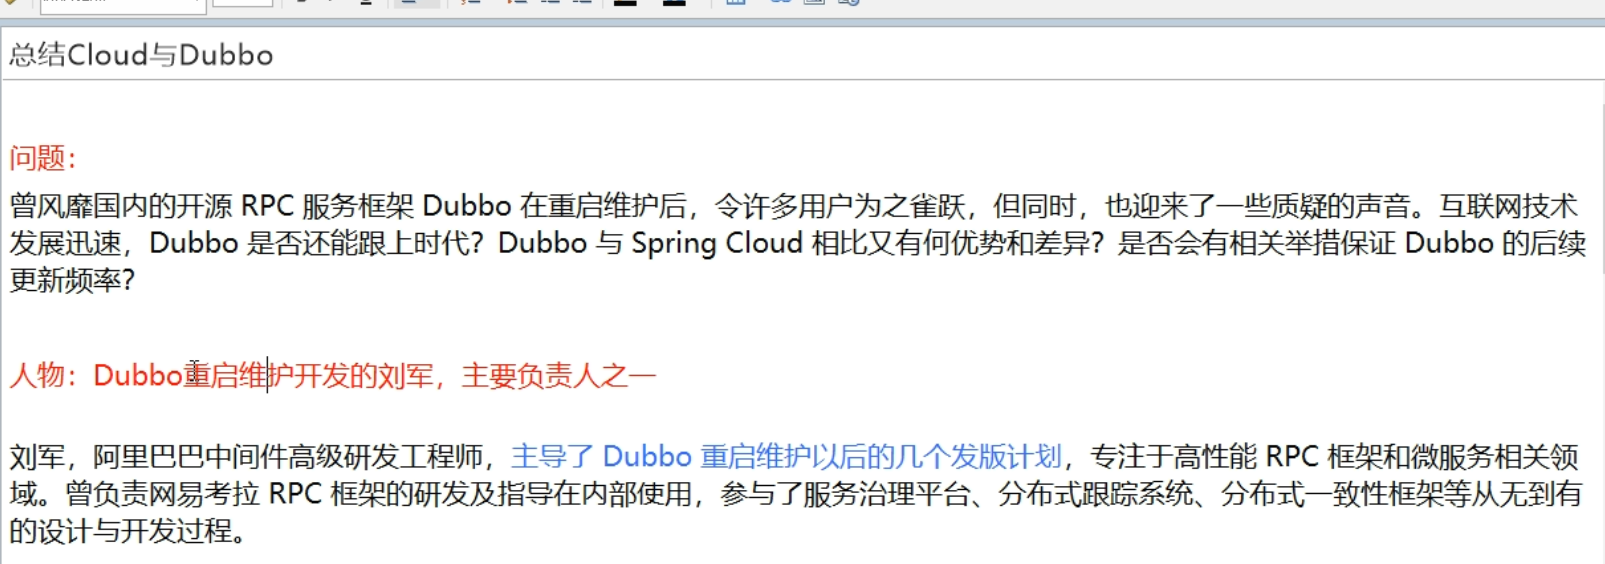 总结Cloud与Dubbo
问题：
曾风靡国内的开源 RPC 服务框架 Dubbo 在重启维护后，令许多用户为之雀跃，但同时，也迎来了一些质疑的声音。互联网技术
发展迅速，Dubbo 是否还能跟上时代？Dubbo 与 Spring Cloud 相比又有何优势和差异？是否会有相关举措保证 Dubbo 的后续
更新频率？
人物：Dubbo重启维护开发的刘军，主要负责人之一
刘军，阿里巴巴中间件高级研发工程师，主导了 Dubbo 重启维护以后的几个发版计划，专注于高性能 RPC 框架和微服务相关领
域。曾负责网易考拉 RPC 框架的研发及指导在内部使用，参与了服务治理平台、分布式跟踪系统、分布式一致性框架等从无到有
的设计与开发过程。